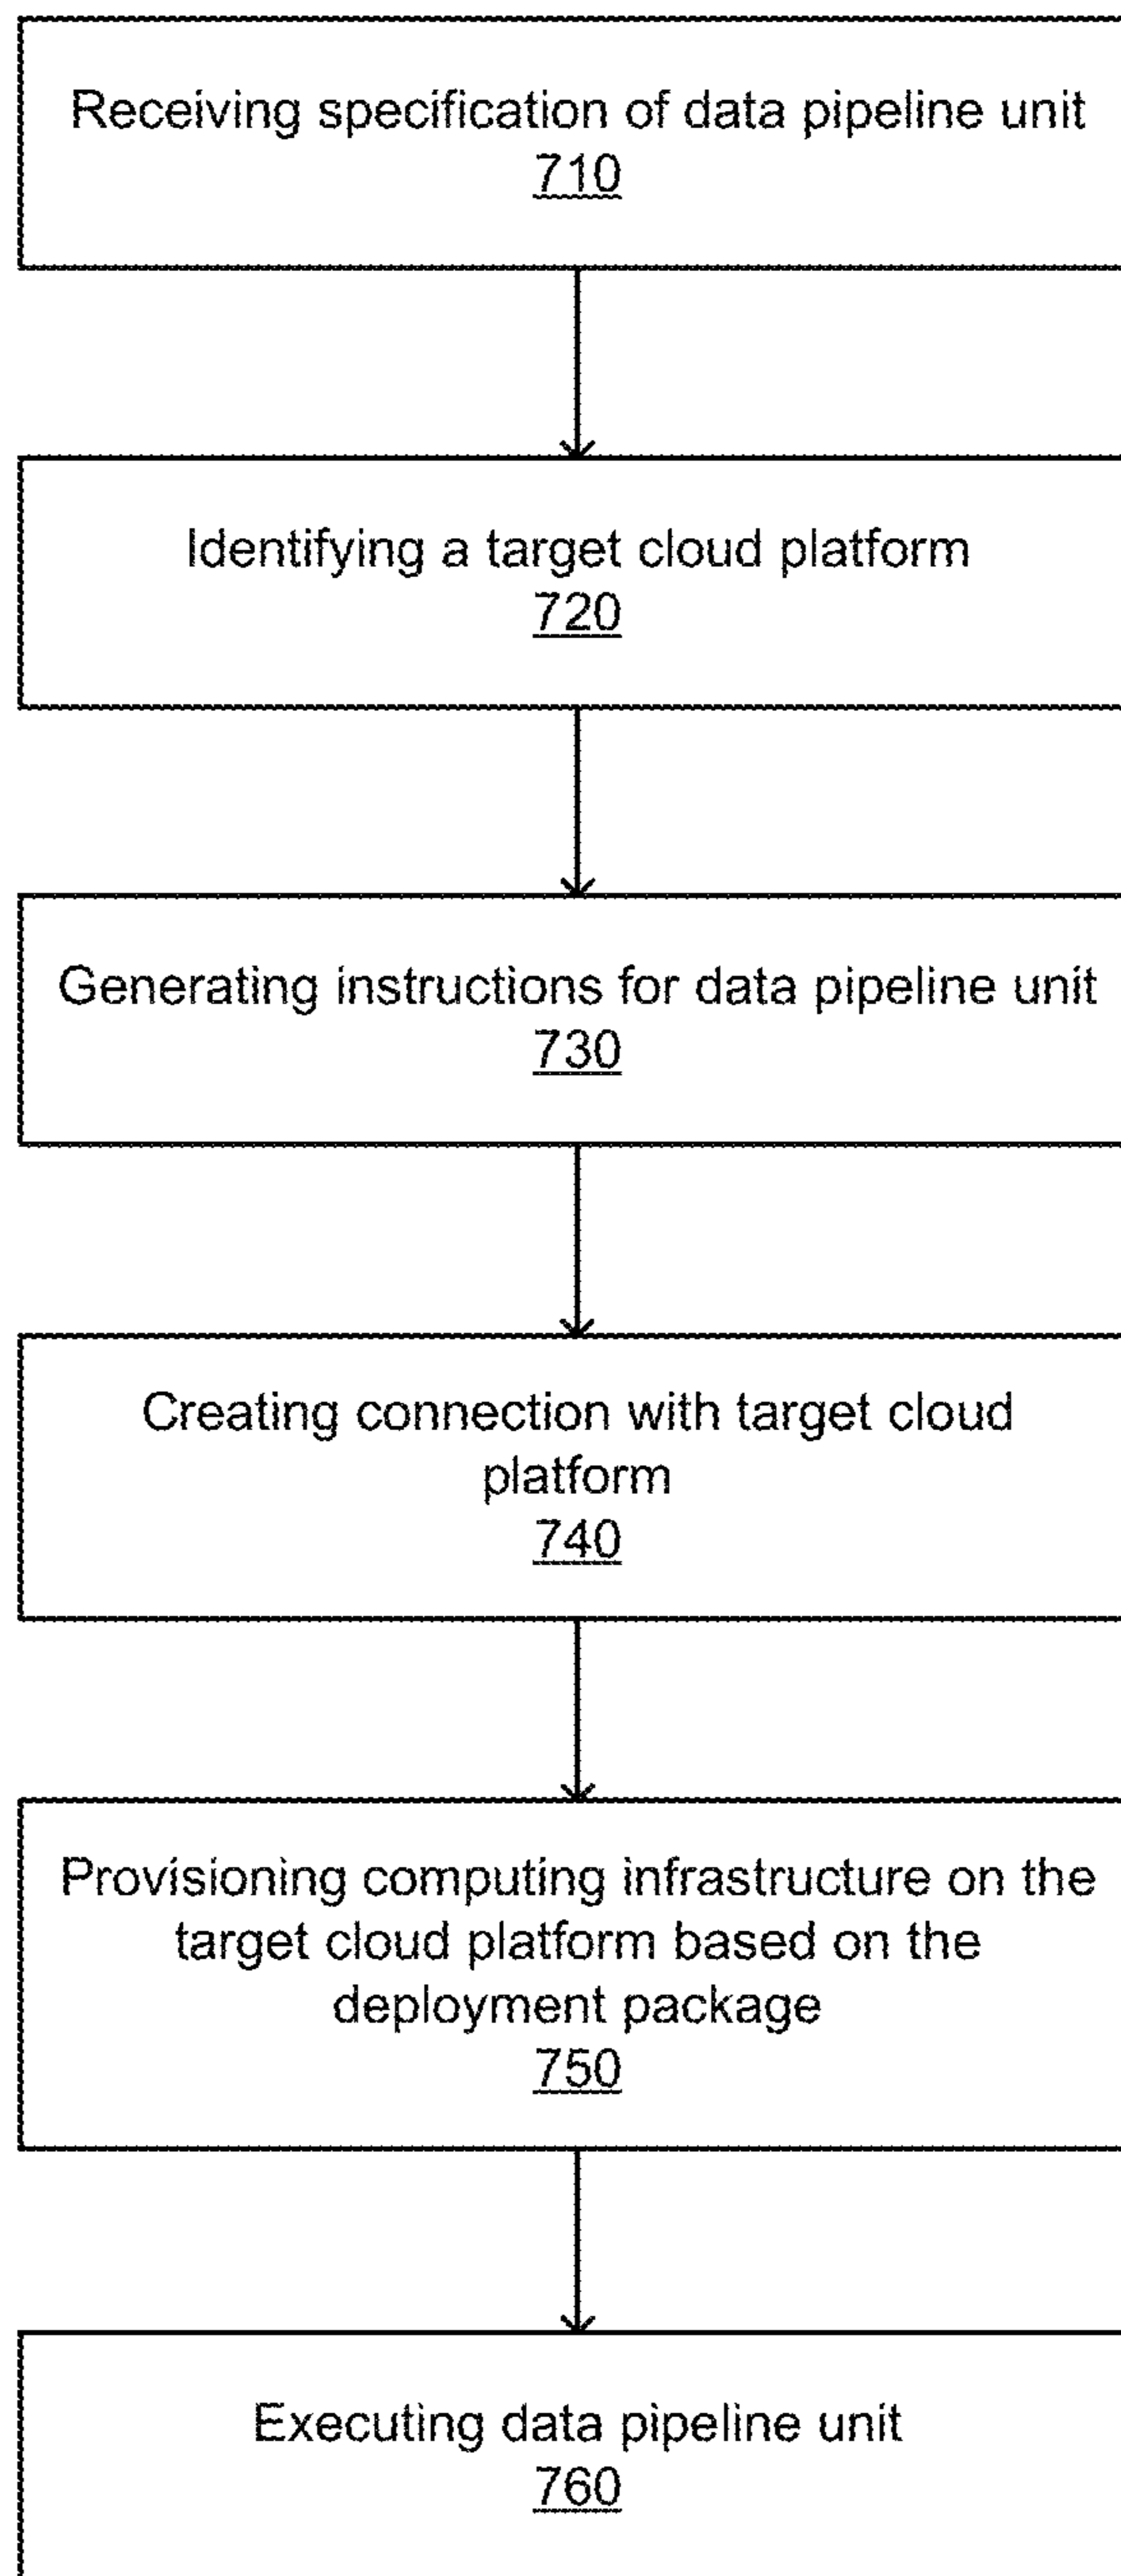 Receiving specification of data pipeline unit
710
Identifying a target cloud platform
720
Generating instructions for data pipeline unit
730
Creating connection with target cloud
platform
740
Provisioning computing infrastructure on the
target cloud platform based on the
deployment package
750
Executing data pipeline unit
760